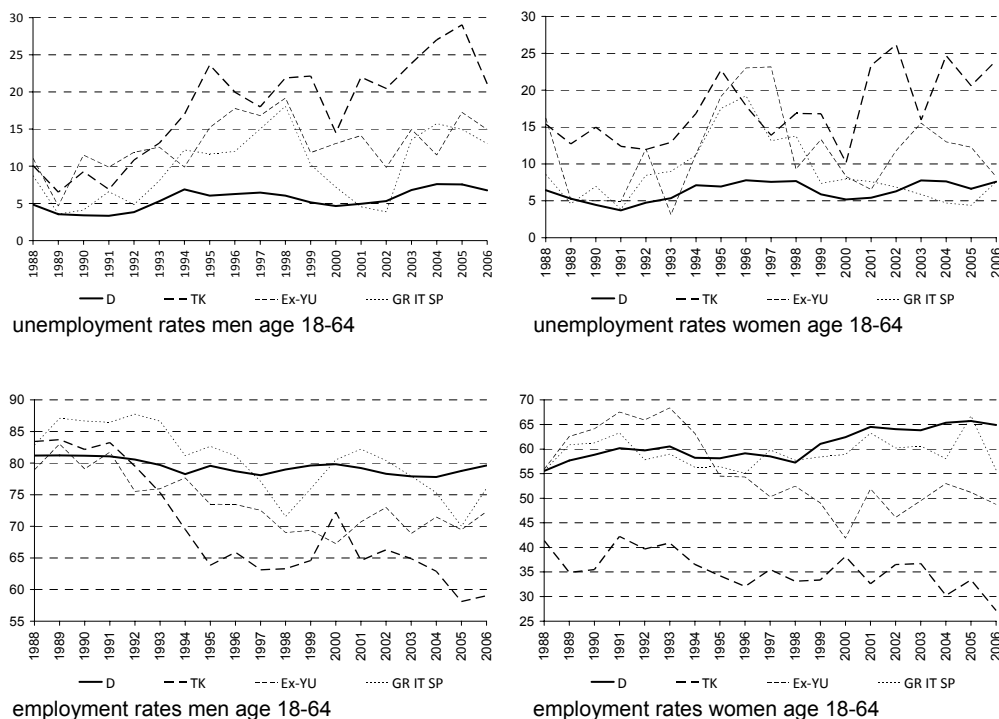 30
25
20
15
10
5
0
1988 1989 1990 1991 1992 1993 1994 1995 1996 1997 1998 1999 2000 2001 2002 2003 2004 2005 2006
D TK Ex-YU GR IT SP
unemployment rates men age 18-64
30
25
20
15
10
5
0
1988 1989 1990 1991 1992 1993 1994 1995 1996 1997 1998 1999 2000 2001 2002 2003 2004 2005 2006
D TK Ex-YU GR IT SP
unemployment rates women age 18-64
90
85
80
75
70
65
60
55
1988 1989 1990 1991 1992 1993 1994 1995 1996 1997 1998 1999 2000 2001 2002 2003 2004 2005 2006
D TK Ex-YU GR IT SP
employment rates men age 18-64
70
65
60
55
50
45
40
35
30
25
1988 1989 1990 1991 1992 1993 1994 1995 1996 1997 1998 1999 2000 2001 2002 2003 2004 2005 2006
D TK Ex-YU GR IT SP
employment rates women age 18-64